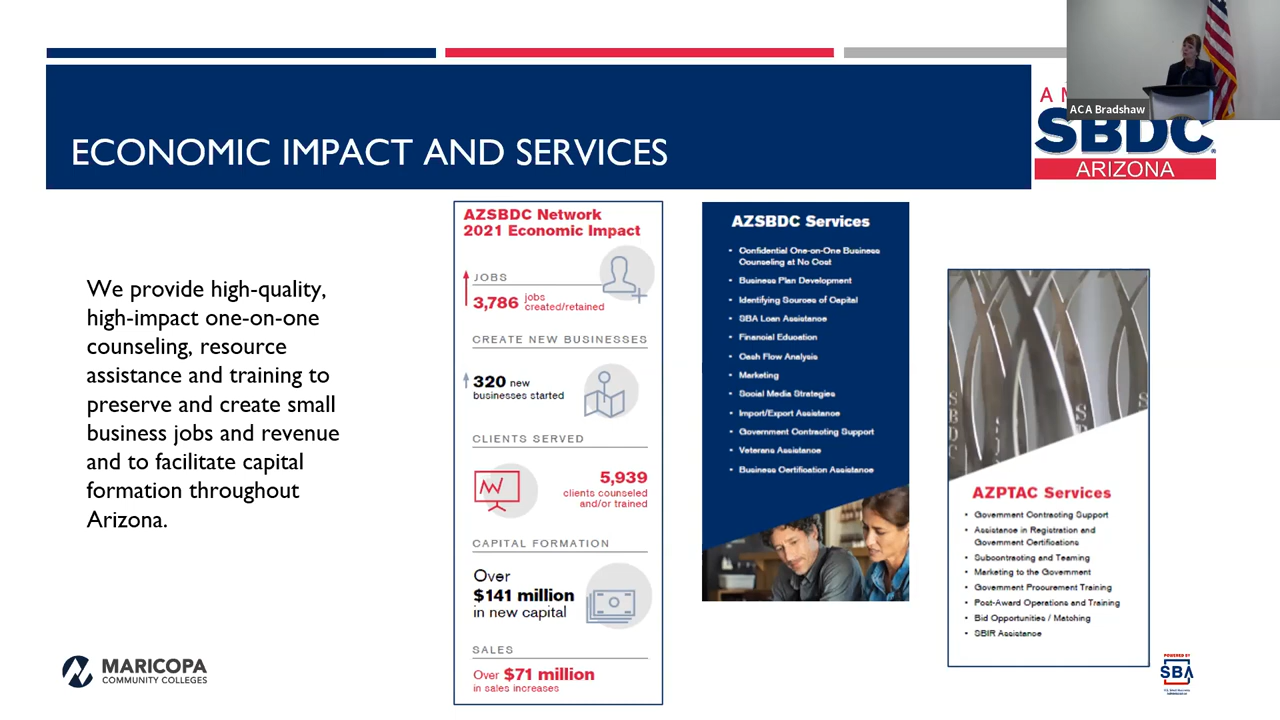 ACA Bradshaw
SBDC
ARIZONA
ECONOMIC IMPACT AND SERVICES
We provide high-quality,
high-impact one-on-one
counseling, resource
assistance and training to
preserve and create small
business jobs and revenue
and to facilitate capital
formation throughout
Arizona.
AZSBDC Network
2021 Economic Impact
JOBS
3,786 jobs
created/retained
CREATE NEW BUSINESSES
320 new
businesses started
CLIENTS SERVED
5,939
clients counseled
and/or trained
CAPITAL FORMATION
Over
$141 million
in new capital
SALES
Over $71 million
in sales increases
AZSBDC Services
• Confidential One-on-One Business
Counseling at No Cost
• Business Plan Development
• Identifying Sources of Capital
• SBA Loan Assistance
• Financial Education
• Cash Flow Analysis
• Marketing
• Social Media Strategies
• Import/Export Assistance
• Government Contracting Support
• Veterans Assistance
• Business Certification Assistance
AZPTAC Services
• Government Contracting Support
• Assistance in Registration and
Government Certifications
• Subcontracting and Teaming
• Marketing to the Government
• Government Procurement Training
• Post-Award Operations and Training
• Bid Opportunities / Matching
• SBIR Assistance
MARICOPA
COMMUNITY COLLEGES
POWERED BY
SBA